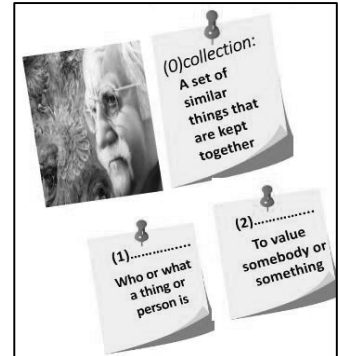 (0)collection:
A set of
similar
things that
are kept
together
(1)................
Who or what
a thing or
person is
(2)................
To value
somebody or
something